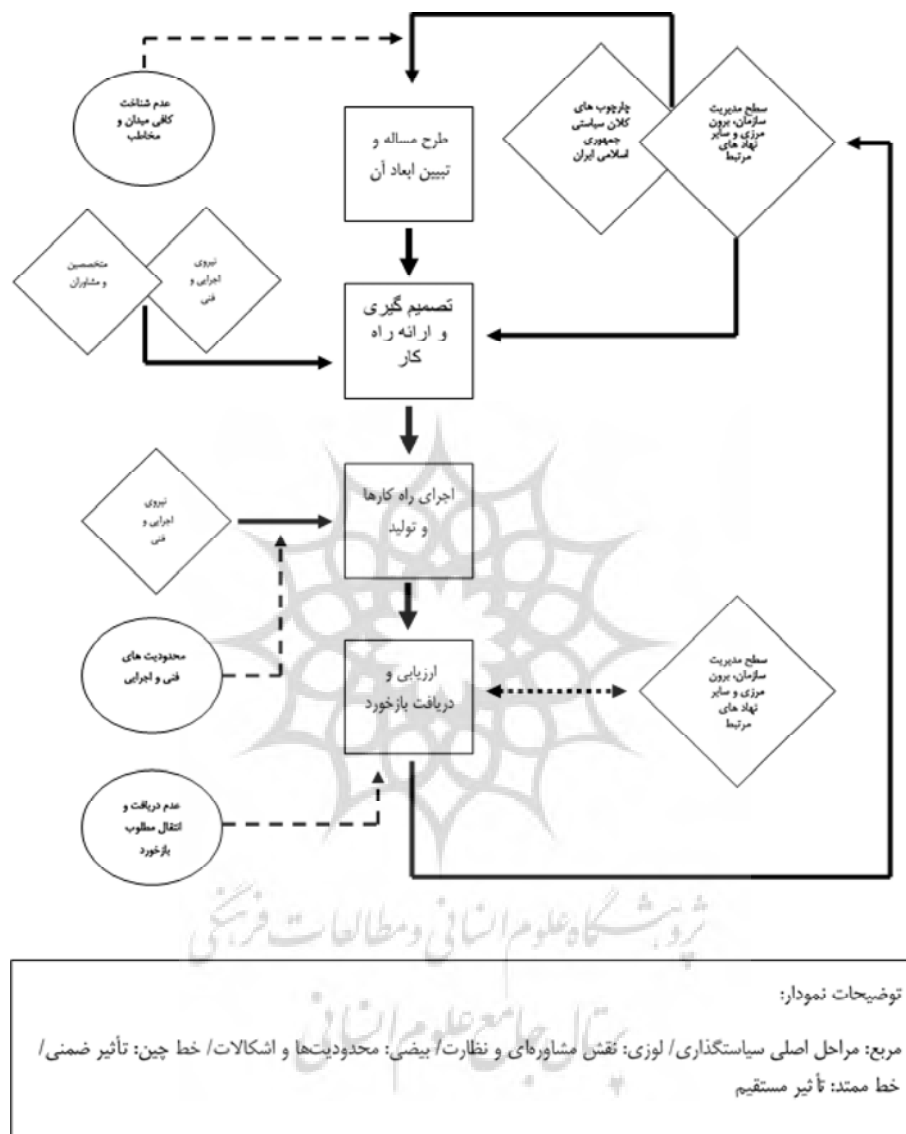 عدم شناخت
کافی میدان و
مخاطب
چارچوب های
کلان سیاستی
جمهوری
اسلامی ایران
سطح مدیریت
سازمان، برون
مرزی و سایر
نهاد های
مرتبط
طرح مساله و
تبیین ابعاد آن
متخصصین
و مشاوران
نیروی
اجرایی و
فنی
تصمیم گیری
و ارائه راه
کار
نیروی
اجرایی و
فنی
اجرای راه کارها
و تولید
محدودیت های
فنی و اجرایی
ارزیابی و
دریافت بازخورد
سطح مدیریت
سازمان، برون
مرزی و سایر
نهاد های
مرتبط
عدم دریافت و
انتقال مطلوب
بازخورد
پژوهشگاه علوم انسانی و مطالعات فرهنگی
پرتال جامع علوم انسانی
توضیحات نمودار:
مربع: مراحل اصلی سیاستگذاری/ لوزی: نقش مشاوره‌ای و نظارت/ بیضی: محدودیت‌ها و اشکالات/ خط چین: تأثیر ضمنی/
خط ممتد: تأثیر مستقیم